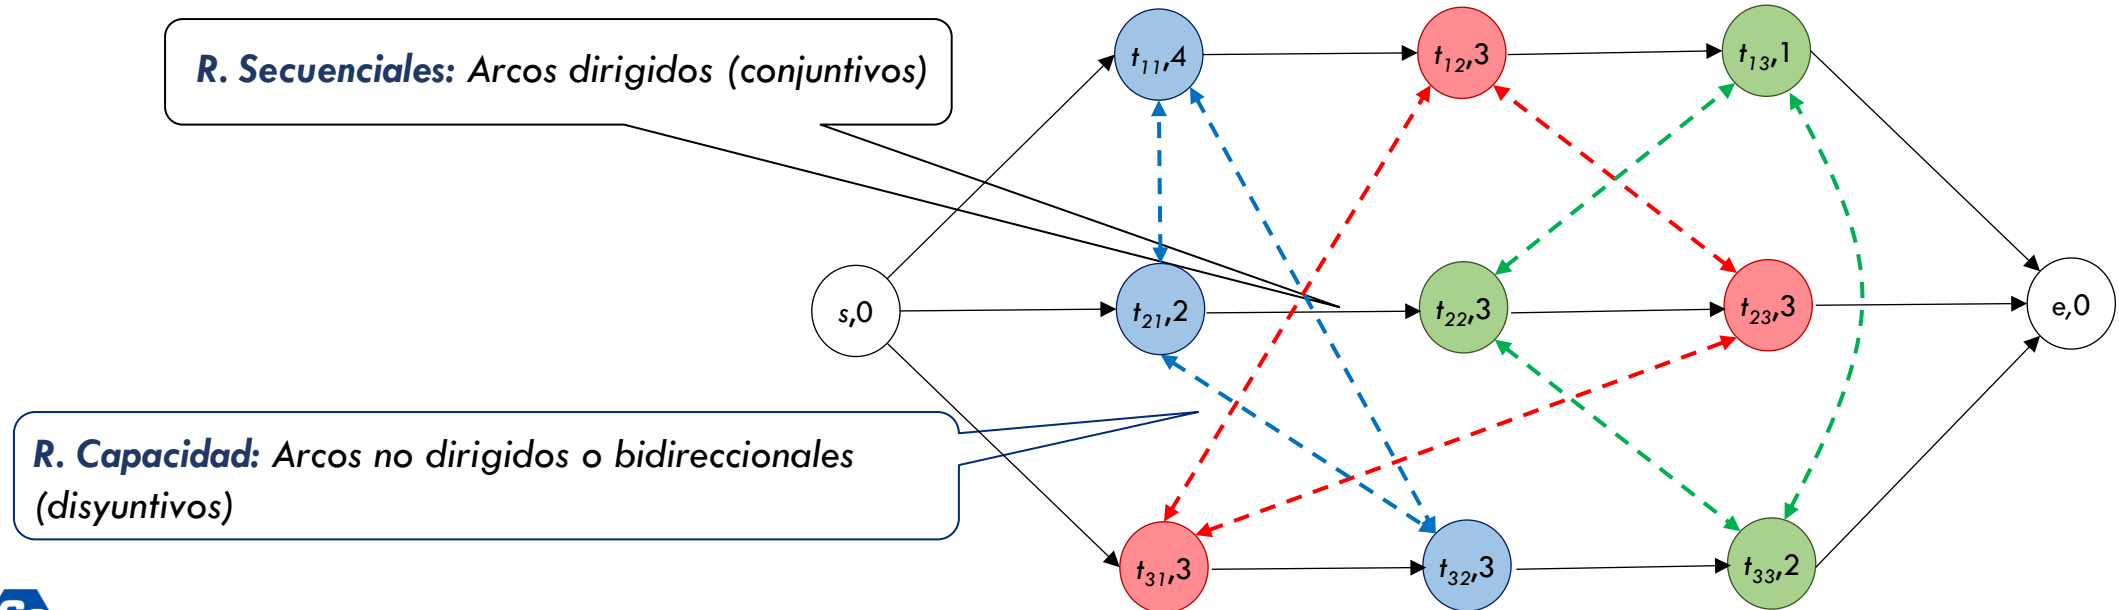 R. Secuenciales: Arcos dirigidos (conjuntivos)
t11,4
t12,3
t13,1
s,0
t21,2
t22,3
t23,3
e,0
R. Capacidad: Arcos no dirigidos o bidireccionales
(disyuntivos)
t31,3
t32,3
t33,2